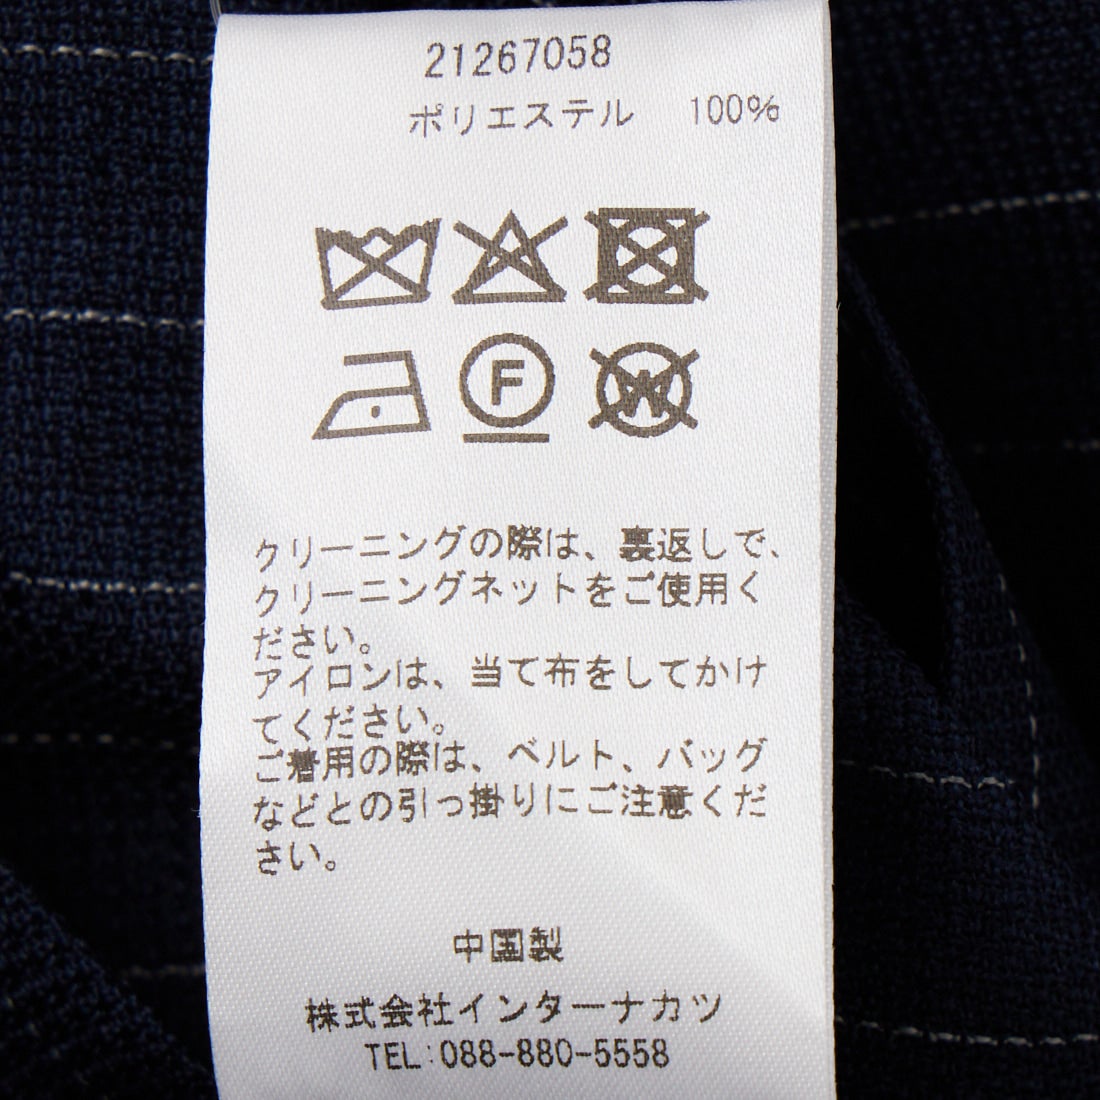 21267058
ポリエステル 100%
F
W
クリーニングの際は、裏返しで、
クリーニングネットをご使用く
ださい。
アイロンは、当て布をしてかけ
てください。
ご着用の際は、ベルト、バッグ
などとの引っ掛りにご注意くだ
さい。
中国製
株式会社インターナカツ
TEL:088-880-5558